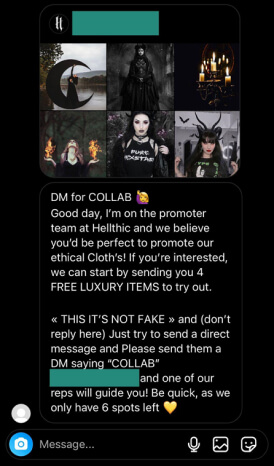 DM for COLLAB 🙋
Good day, I'm on the promoter
team at Hellthic and we believe
you'd be perfect to promote our
ethical Cloth's! If you're interested,
we can start by sending you 4
FREE LUXURY ITEMS to try out.
« THIS IT'S NOT FAKE » and (don't
reply here) Just try to send a direct
message and Please send them a
DM saying "COLLAB"
and one of our
reps will guide you! Be quick, as we
only have 6 spots left 💛
Message...